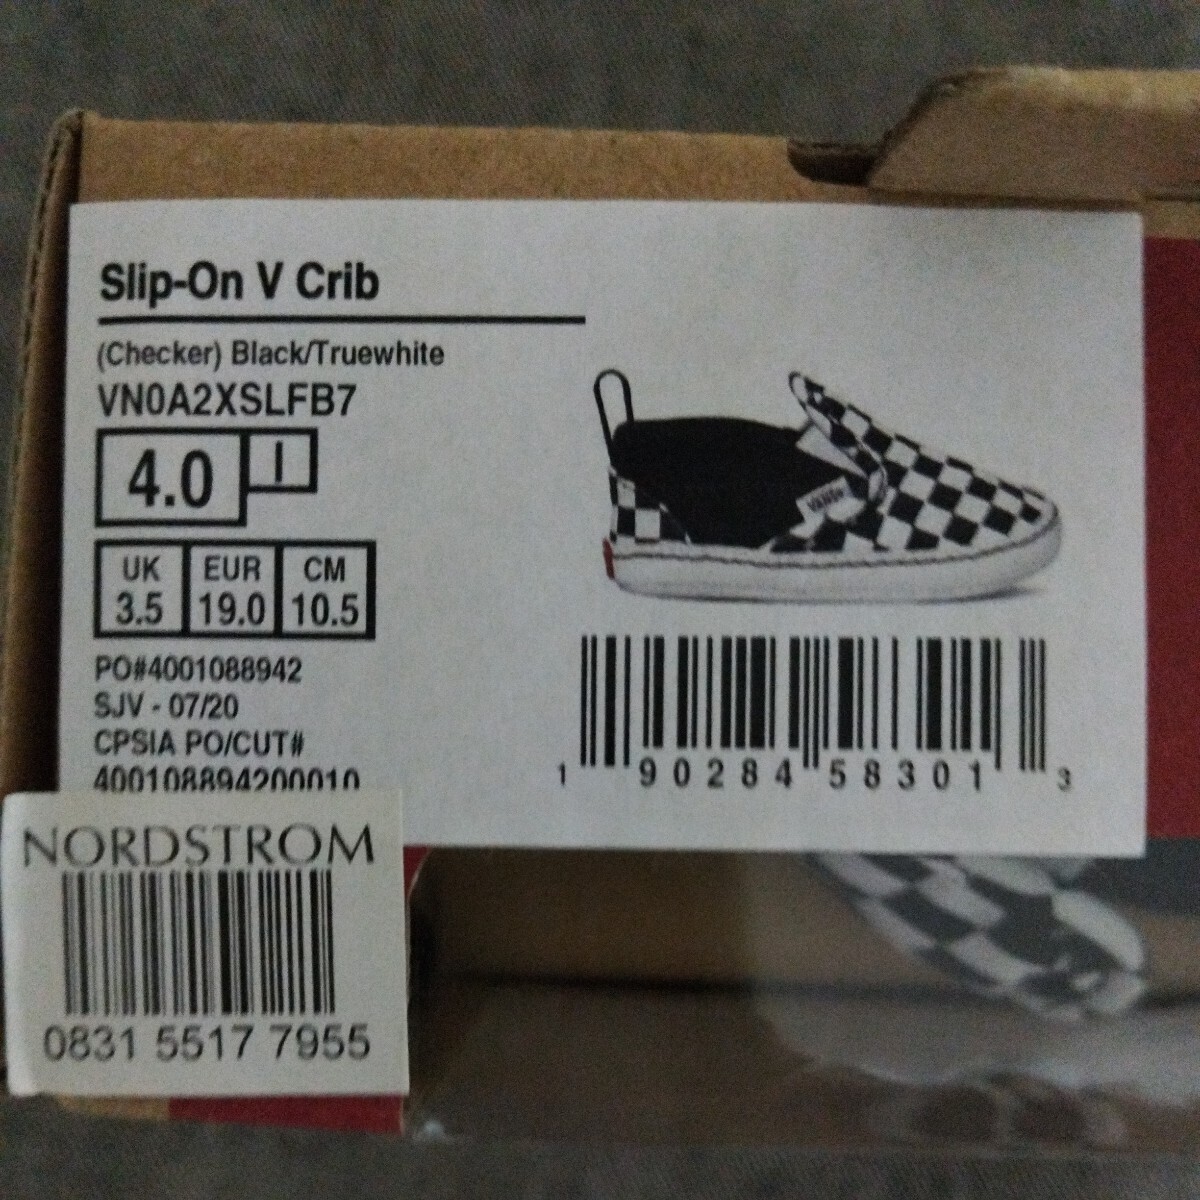 Slip-On V Crib
(Checker) Black/Truewhite
VN0A2XSLFB7
4.0 I
UK EUR CM
3.5 19.0 10.5
PO#4001088942
SJV - 07/20
CPSIA PO/CUT#
400108894200010
VANS
1 90284 58301 3
NORDSTROM
0831 5517 7955